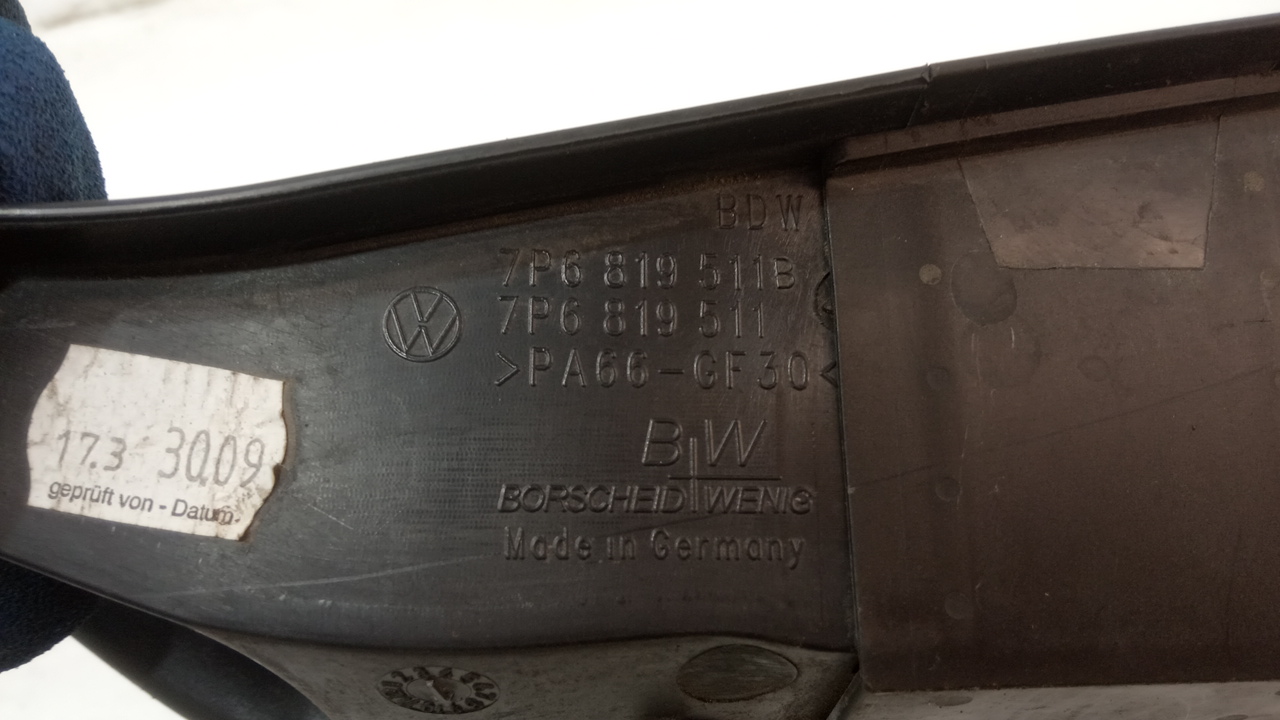 BDW
7P6 819 511B
7P6 819 511
>PA66-GF30<
BW
BORSCHEID WENIG
Made in Germany
17.3 30.09
geprüft von - Datum